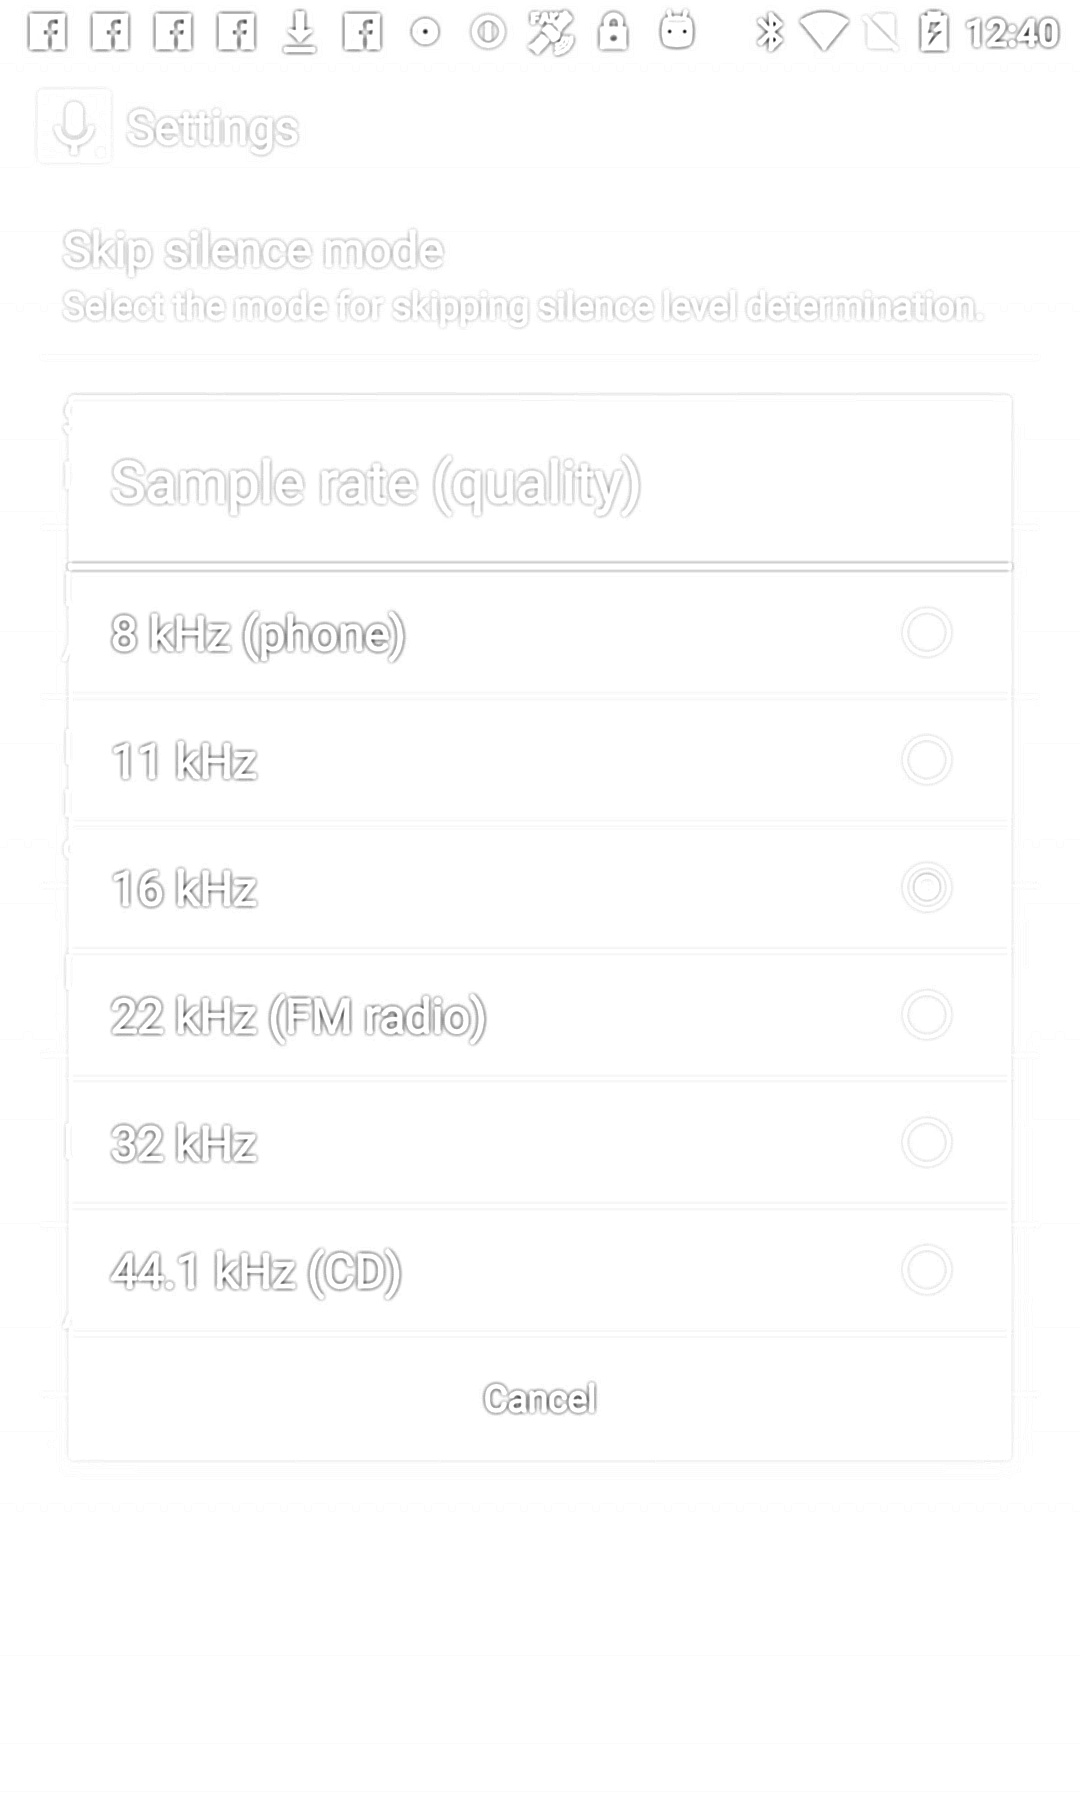 12:40
Settings
Skip silence mode
Select the mode for skipping silence level determination.
Sample rate (quality)
8 kHz (phone)
11 kHz
16 kHz
22 kHz (FM radio)
32 kHz
44.1 kHz (CD)
Cancel